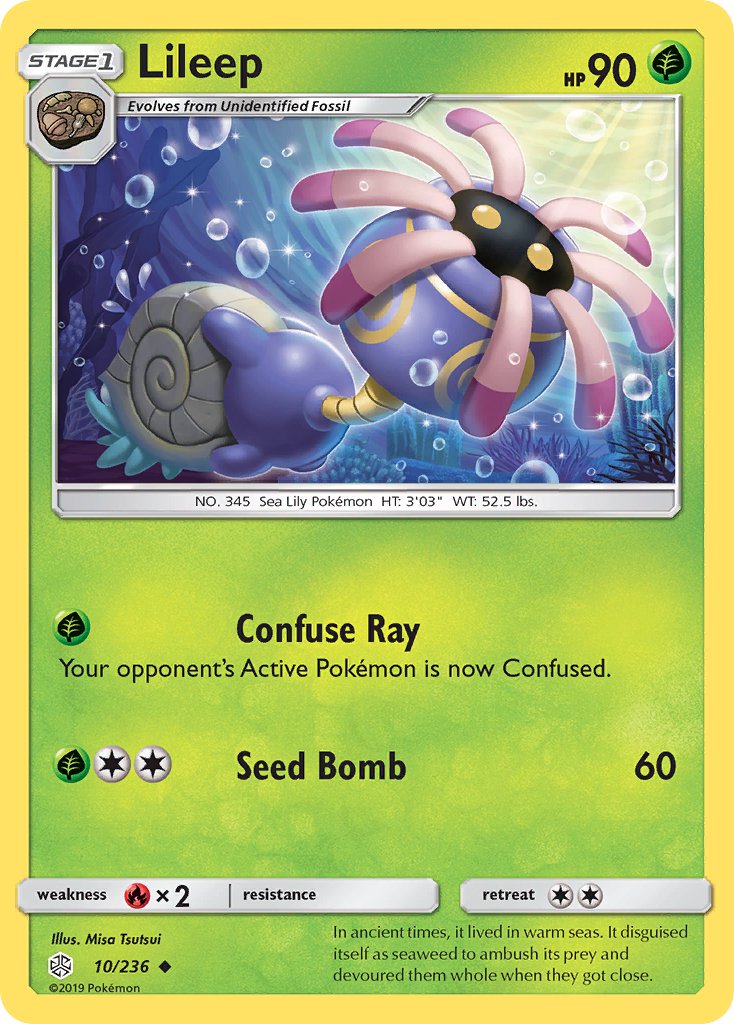 STAGE1
Lileep
HP90
Evolves from Unidentified Fossil
NO. 345 Sea Lily Pokémon HT: 3'03" WT: 52.5 lbs.
Confuse Ray
Your opponent's Active Pokémon is now Confused.
Seed Bomb 60
weakness ×2 resistance retreat
Illus. Misa Tsutsui
10/236
©2019 Pokémon
In ancient times, it lived in warm seas. It disguised
itself as seaweed to ambush its prey and
devoured them whole when they got close.